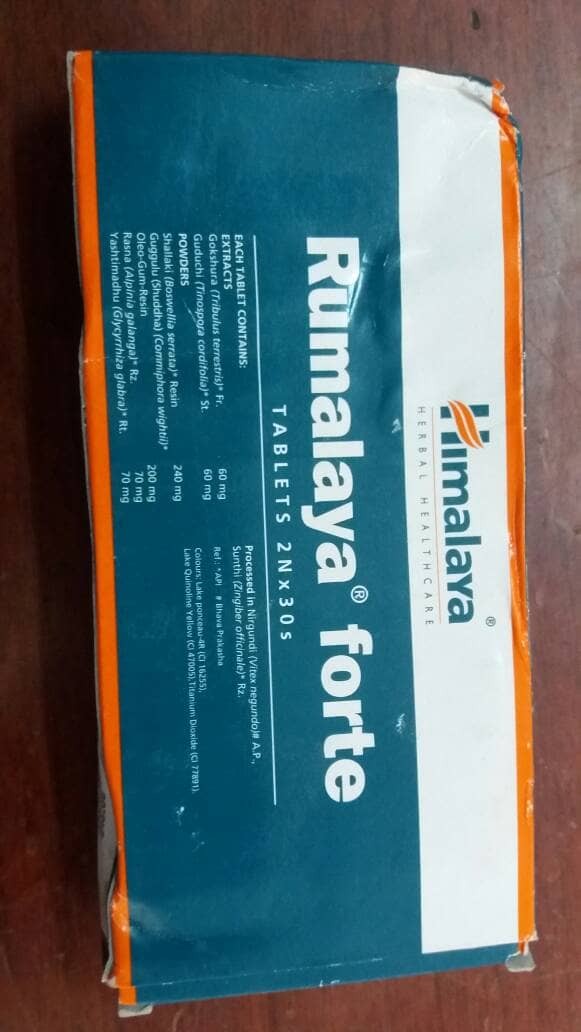 Himalaya®
HERBAL HEALTHCARE
Rumalaya® forte
TABLETS 2Nx30s
EACH TABLET CONTAINS:
EXTRACTS
Gokshura (Tribulus terrestris)* Fr. 60 mg
Guduchi (Tinospora cordifolia)* St. 60 mg
POWDERS
Shallaki (Boswellia serrata)* Resin 240 mg
Guggulu (Shuddha) (Commiphora wightii)*
Oleo-Gum-Resin 200 mg
Rasna (Alpinia galanga)* Rz. 70 mg
Yashtimadhu (Glycyrrhiza glabra)* Rt. 70 mg
Processed in Nirgundi (Vitex negundo)# A.P.,
Sunthi (Zingiber officinale)* Rz.
Ref.: *API # Bhava Prakasha
Colours: Lake ponceau-4R (CI 16255),
Lake Quinoline Yellow (CI 47005), Titanium Dioxide (CI 77891).